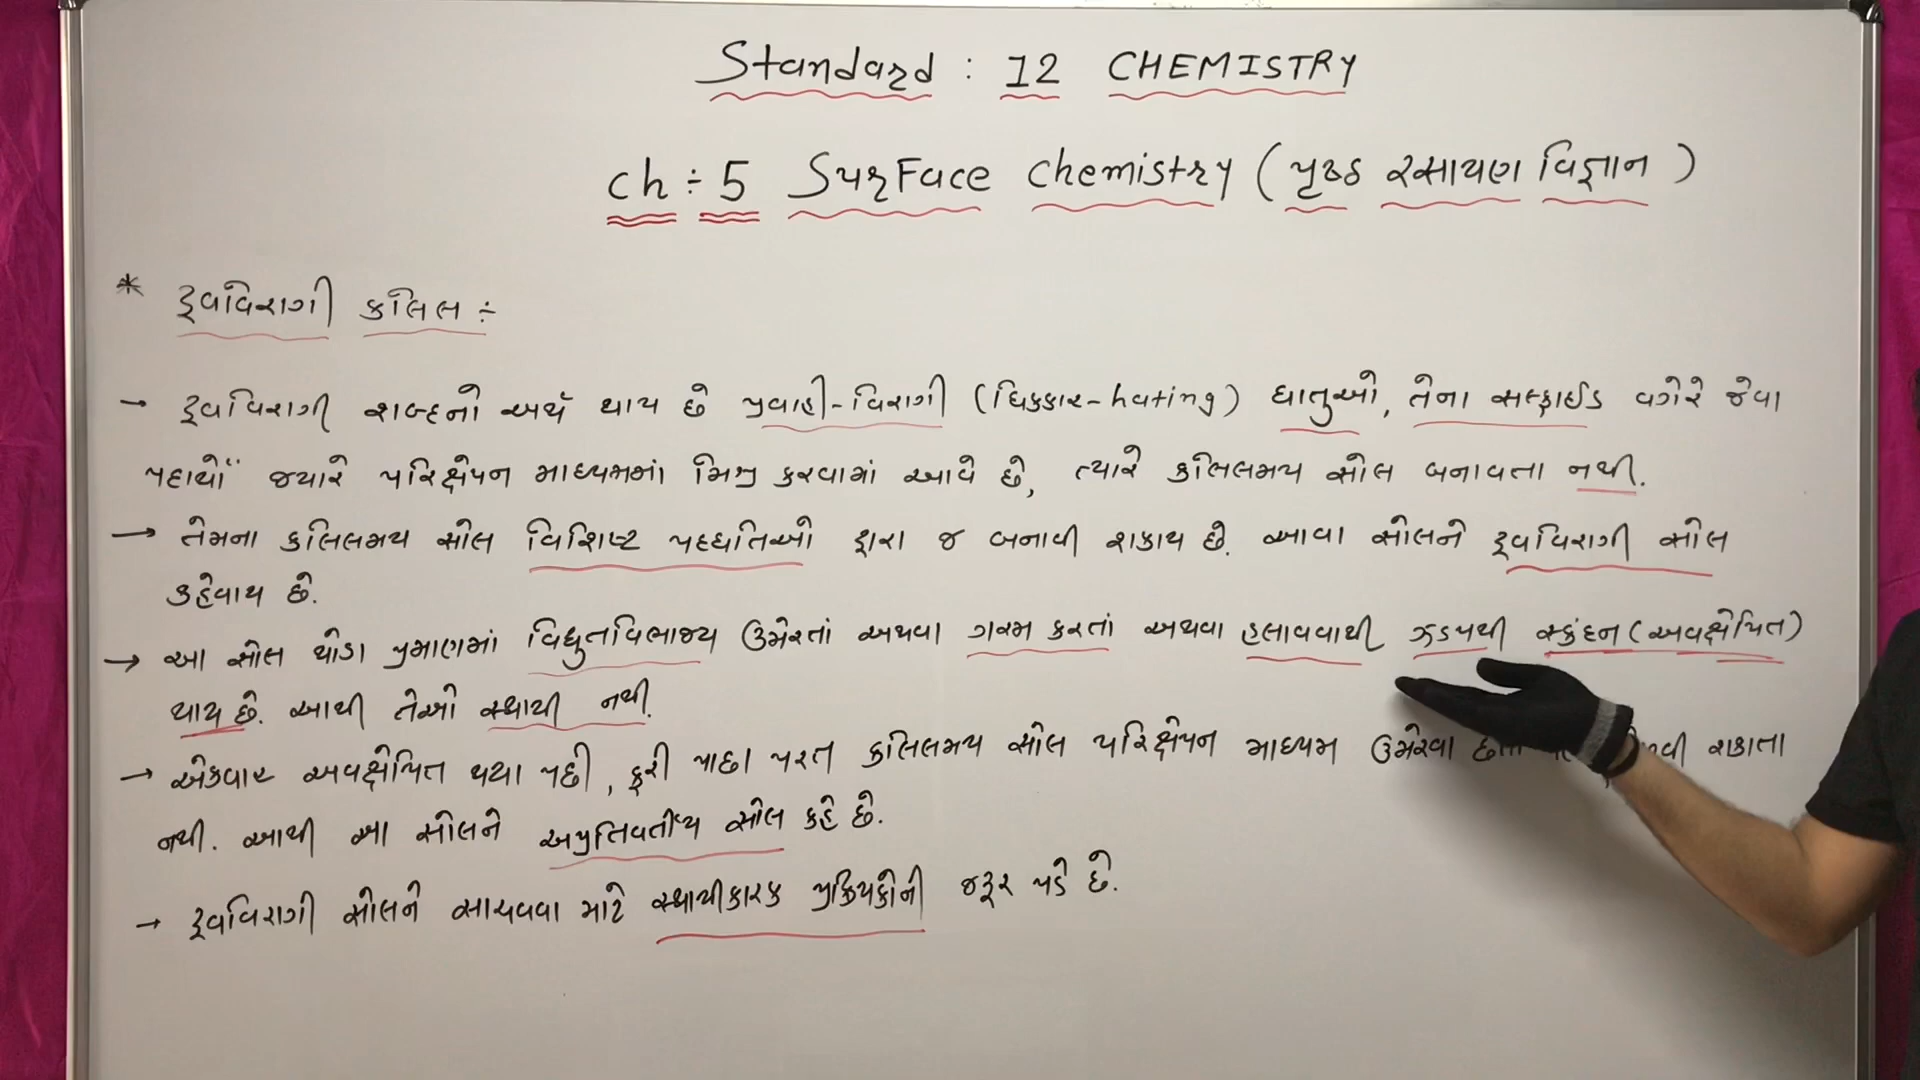 Standard : 12 CHEMISTRY
ch ÷ 5 Surface Chemistry (પૃષ્ઠ રસાયણ વિજ્ઞાન)
* દ્રવવિરાગી કલિલ ÷
→ દ્રવવિરાગી શબ્દનો અર્થ થાય છે પ્રવાહી-વિરાગી (ધિક્કાર-hating) ધાતુઓ, તેના સલ્ફાઈડ વગેરે જેવા
પદાર્થો જ્યારે પરિક્ષેપન માધ્યમમાં મિશ્ર કરવામાં આવે છે, ત્યારે કલિલમય સોલ બનાવતા નથી.
→ તેમના કલિલમય સોલ વિશિષ્ટ પદ્ધતિઓ દ્વારા જ બનાવી શકાય છે. આવા સોલને દ્રવવિરાગી સોલ
કહેવાય છે.
→ આ સોલ થોડા પ્રમાણમાં વિદ્યુતવિભાજ્ય ઉમેરતાં અથવા ગરમ કરતાં અથવા હલાવવાથી ઝડપથી સ્કંદન (અવક્ષેપિત)
થાય છે. આથી તેઓ સ્થાયી નથી.
→ એકવાર અવક્ષેપિત થયા પછી, ફરી પાછા પરત કલિલમય સોલ પરિક્ષેપન માધ્યમ ઉમેરવા શકાતા
નથી. આથી આ સોલને અપ્રતિવર્તીય સોલ કહે છે.
→ દ્રવવિરાગી સોલને સાચવવા માટે સ્થાયીકારક પ્રક્રિયકોની જરૂર પડે છે.